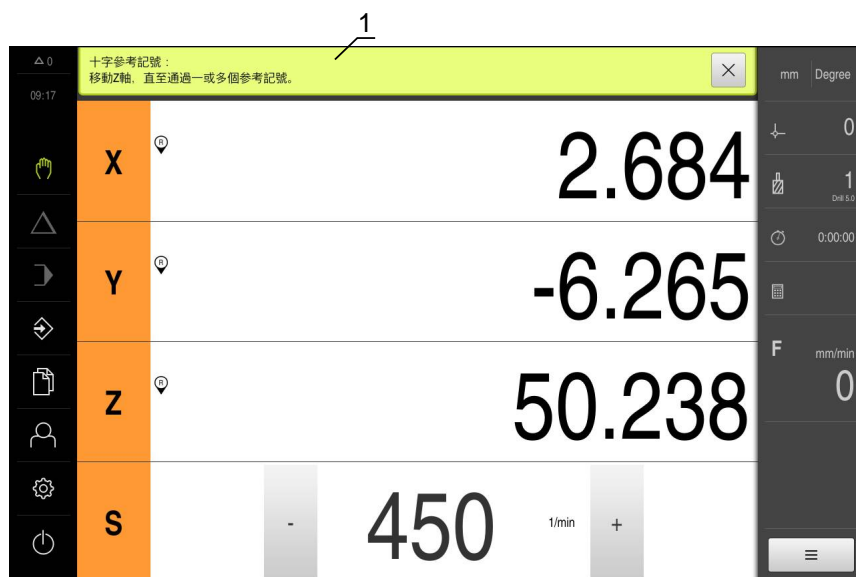 1
0
09:17
十字參考記號：
移動Z軸，直至通過一或多個參考記號。
mm Degree
X
R
2.684
Y
R
-6.265
Z
R
50.238
S
-
450
1/min
+
0
1
Drill 5.0
0:00:00
F
mm/min
0